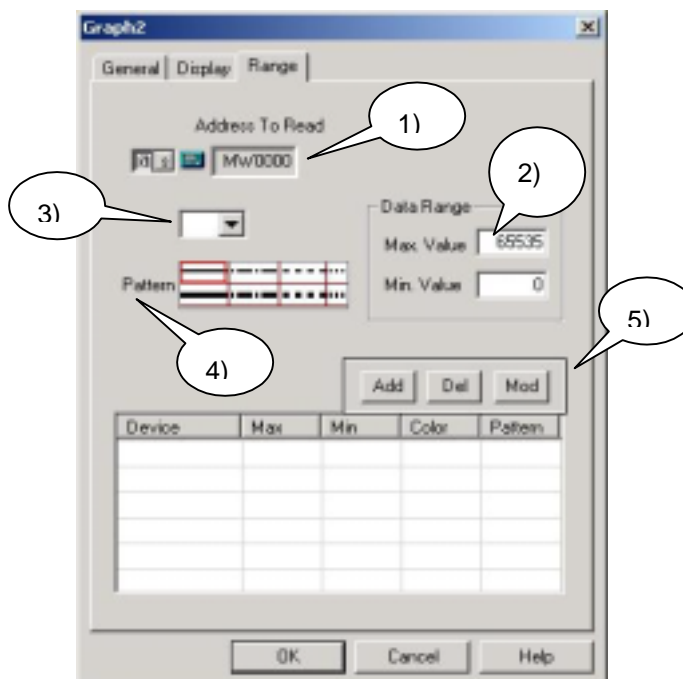 Graph2
General Display Range
Address To Read
1)
MW0000
2)
3)
Data Range
Max. Value 65535
Pattern
Min. Value 0
4)
5)
Add Del Mod
Device Max Min Color Pattern
OK Cancel Help